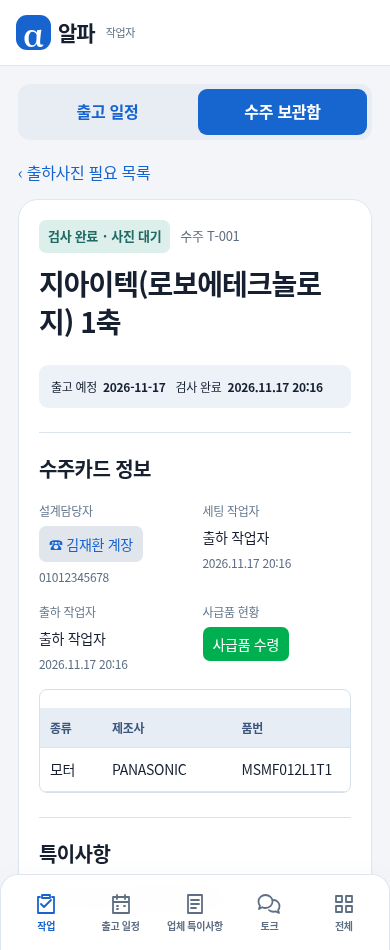 α 알파 작업자
출고 일정 수주 보관함
‹ 출하사진 필요 목록
검사 완료 · 사진 대기 수주 T-001
지아이텍(로보에테크놀로
지) 1축
출고 예정 2026-11-17 검사 완료 2026.11.17 20:16
수주카드 정보
설계담당자 세팅 작업자
☎ 김재환 계장 출하 작업자
01012345678 2026.11.17 20:16
출하 작업자 사급품 현황
출하 작업자 사급품 수령
2026.11.17 20:16
종류 제조사 품번
모터 PANASONIC MSMF012L1T1
특이사항
작업 출고 일정 업체 특이사항 토크 전체